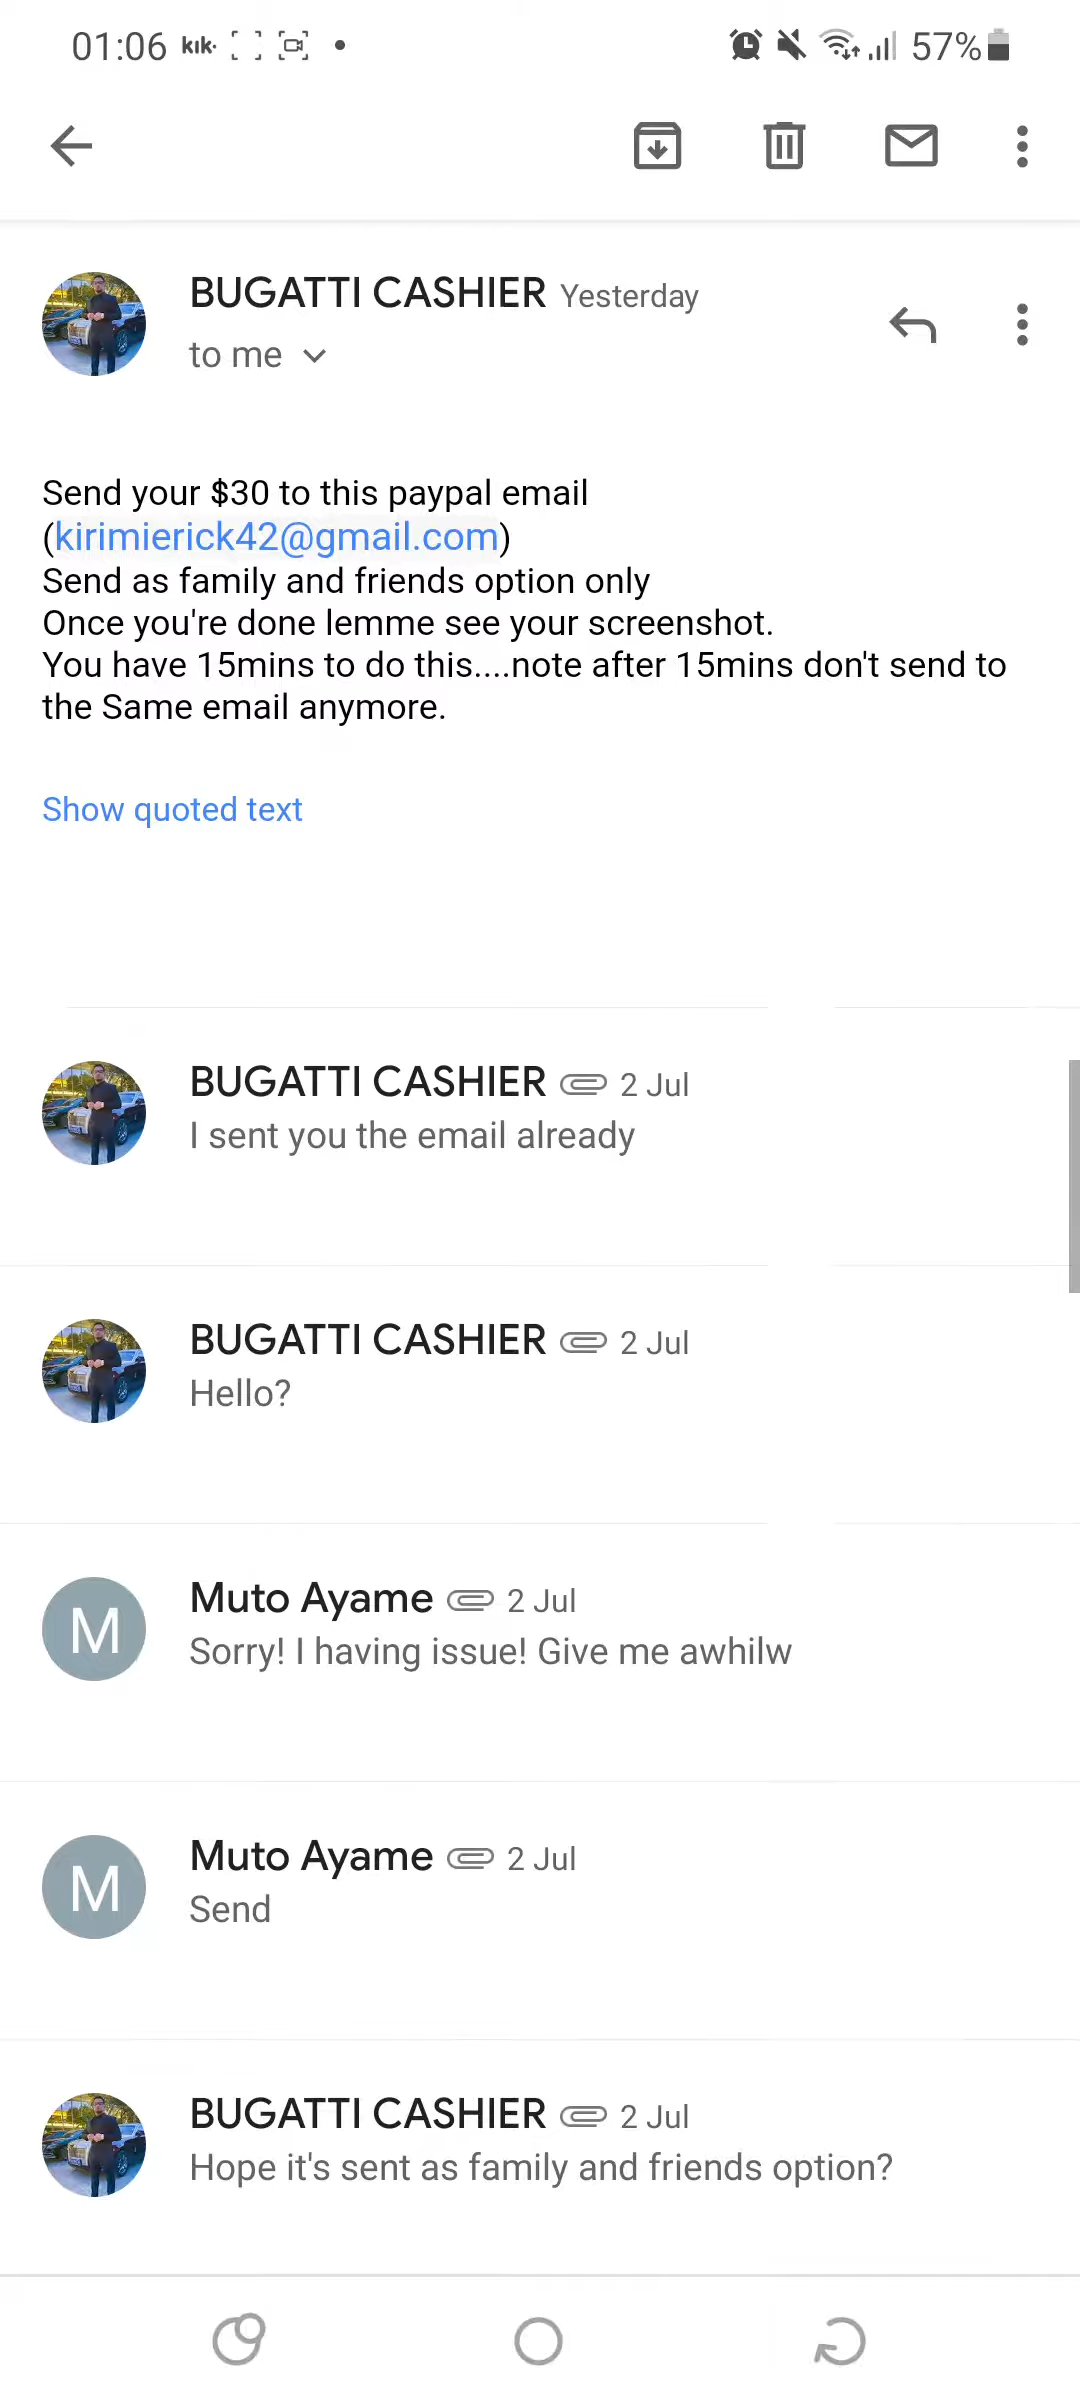 01:06 kik· 57%
BUGATTI CASHIER Yesterday
to me
Send your $30 to this paypal email
(kirimierick42@gmail.com)
Send as family and friends option only
Once you're done lemme see your screenshot.
You have 15mins to do this....note after 15mins don't send to
the Same email anymore.
Show quoted text
BUGATTI CASHIER 2 Jul
I sent you the email already
BUGATTI CASHIER 2 Jul
Hello?
M
Muto Ayame 2 Jul
Sorry! I having issue! Give me awhilw
M
Muto Ayame 2 Jul
Send
BUGATTI CASHIER 2 Jul
Hope it's sent as family and friends option?